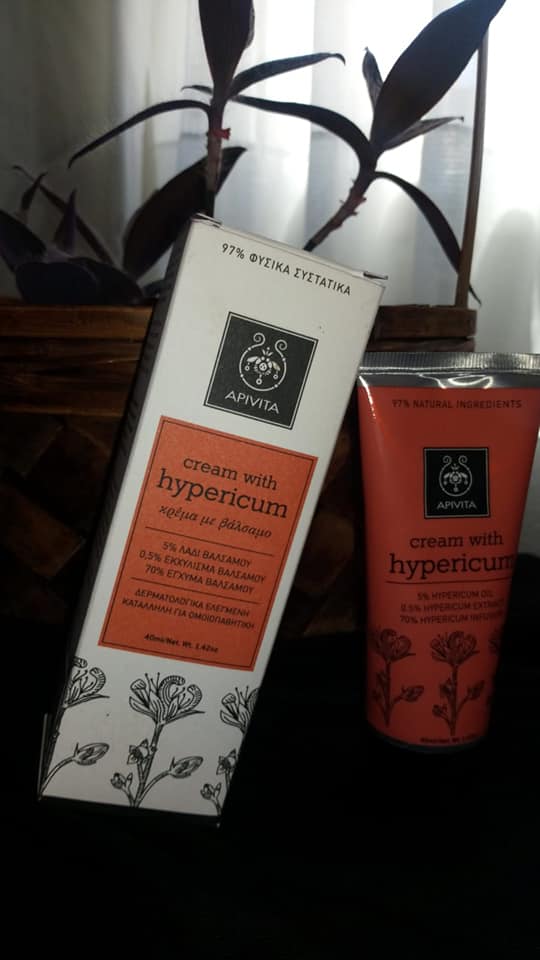 97% ΦΥΣΙΚΑ ΣΥΣΤΑΤΙΚΑ
APIVITA
cream with
hypericum
κρέμα με βάλσαμο
5% ΛΑΔΙ ΒΑΛΣΑΜΟΥ
0,5% ΕΚΧΥΛΙΣΜΑ ΒΑΛΣΑΜΟΥ
70% ΕΓΧΥΜΑ ΒΑΛΣΑΜΟΥ
ΔΕΡΜΑΤΟΛΟΓΙΚΑ ΕΛΕΓΜΕΝΗ
ΚΑΤΑΛΛΗΛΗ ΓΙΑ ΟΜΟΙΟΠΑΘΗΤΙΚΗ
40ml/Net. Wt. 1.42oz
97% NATURAL INGREDIENTS
APIVITA
cream with
hypericum
5% HYPERICUM OIL
0.5% HYPERICUM EXTRACT
70% HYPERICUM INFUSION